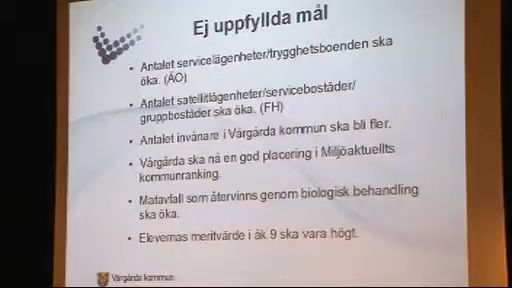 Ej uppfyllda mål
• Antalet servicelägenheter/trygghetsboenden ska
öka. (ÄO)
• Antalet satellitlägenheter/servicebostäder/
gruppbostäder ska öka. (FH)
• Antalet invånare i Vårgårda kommun ska bli fler.
• Vårgårda ska nå en god placering i Miljöaktuellts
kommunranking.
• Matavfall som återvinns genom biologisk behandling
ska öka.
• Elevernas meritvärde i åk 9 ska vara högt.
Vårgårda kommun